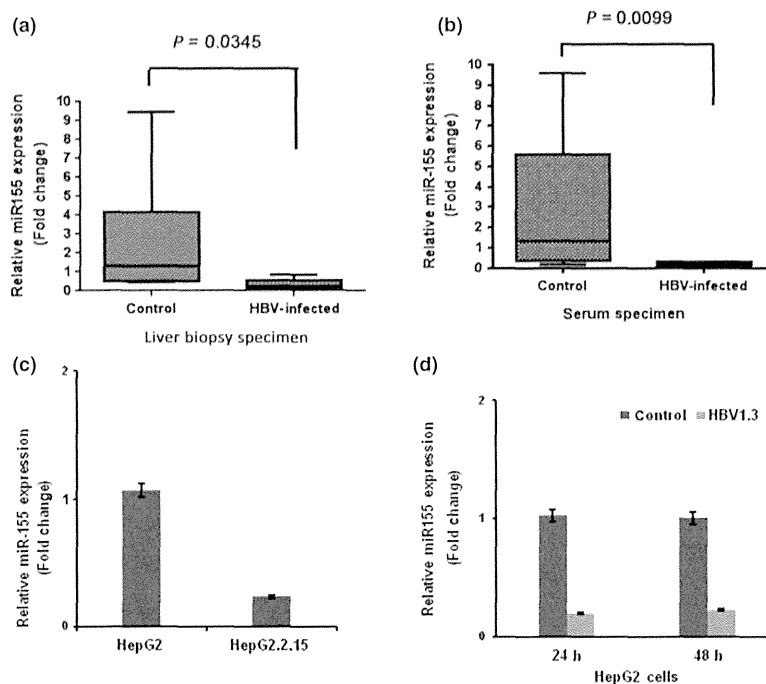 (a)
P = 0.0345
Relative miR155 expression
(Fold change)
10
9
8
7
6
5
4
3
2
1
0
Control
HBV-infected
Liver biopsy specimen
(b)
P = 0.0099
Relative miR-155 expression
(Fold change)
10
9
8
7
6
5
4
3
2
1
0
Control
HBV-infected
Serum specimen
(c)
Relative miR-155 expression
(Fold change)
2
1
0
HepG2
HepG2.2.15
(d)
Relative miR155 expression
(Fold change)
2
1
0
Control
HBV1.3
24 h
48 h
HepG2 cells